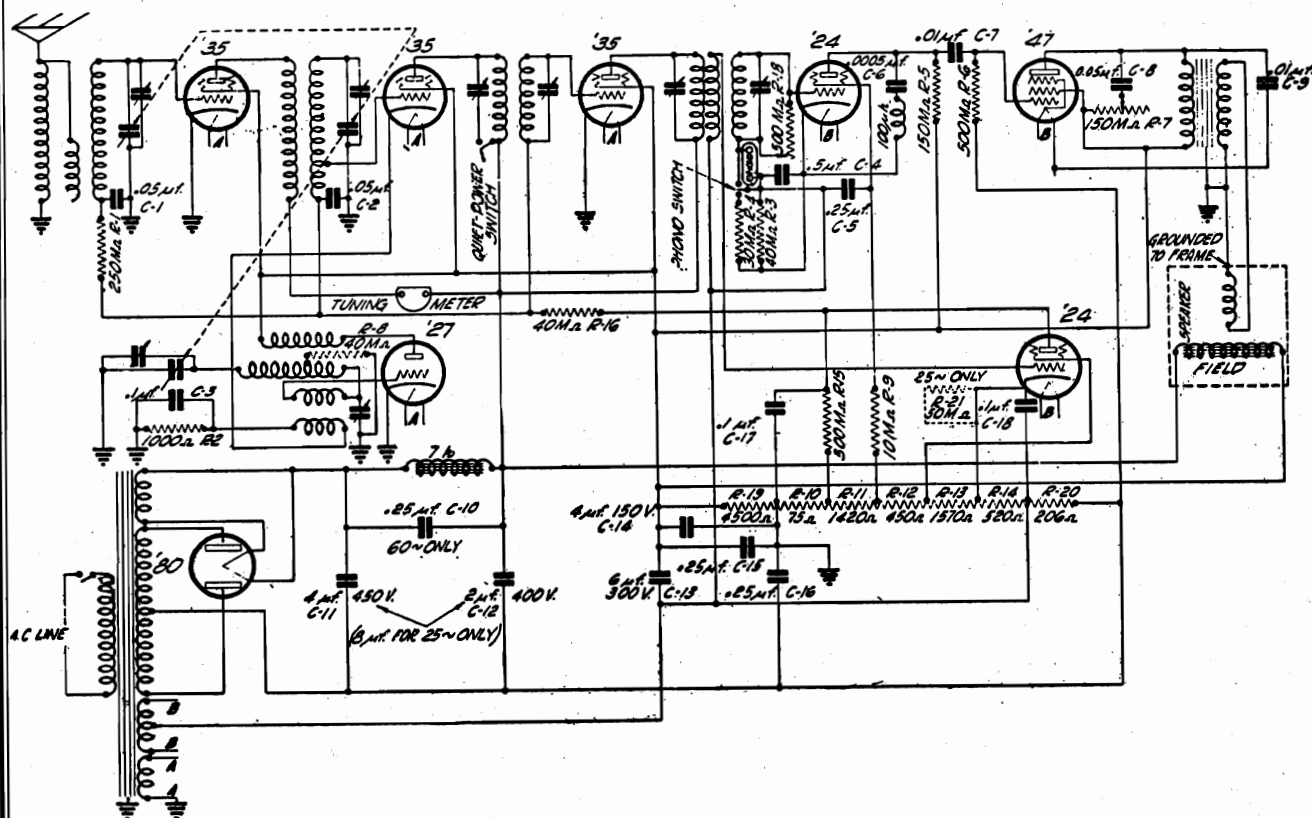 '35
'35
'35
'24
.01µf C-7
'47
.0005µf
C-6
0.05µf C-8
.01µf
C-9
500MΩ R-18
100µh.
150MΩ R-5
500MΩ R-6
150MΩ R-7
A
A
B
B
.05µf.
C-1
.05µf.
C-2
.5µf. C-4
.25µf.
C-5
250MΩ R-1
QUIET-POWER
SWITCH
PHONO SWITCH
30MΩ R-4
40MΩ R-3
GROUNDED
TO FRAME
TUNING METER
40MΩ R-16
SPEAKER
FIELD
R-8
40MΩ
'27
A
'24
B
25~ ONLY
R-21
50MΩ
.1µf
C-18
.1µf C-3
1000Ω R2
.1µf
C-17
500MΩ R-15
10MΩ R-9
7h
R-19
4500Ω
R-10
75Ω
R-11
1420Ω
R-12
450Ω
R-13
1570Ω
R-14
520Ω
R-20
206Ω
4µf 150V.
C-14
.25µf C-10
60~ ONLY
.25µf C-15
'80
4µf.
C-11
450V.
2µf
C-12
400V.
6µf.
300V.
C-13
.25µf C-16
(8µf FOR 25~ ONLY)
A.C LINE
B
B
A
A